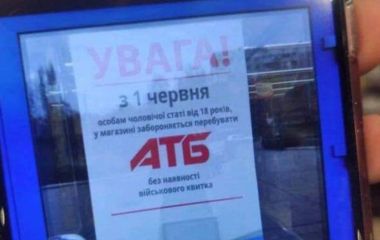 УВАГА!
з 1 червня
особам чоловічої статі від 18 років,
у магазині забороняється перебувати
АТБ
без наявності
військового квитка